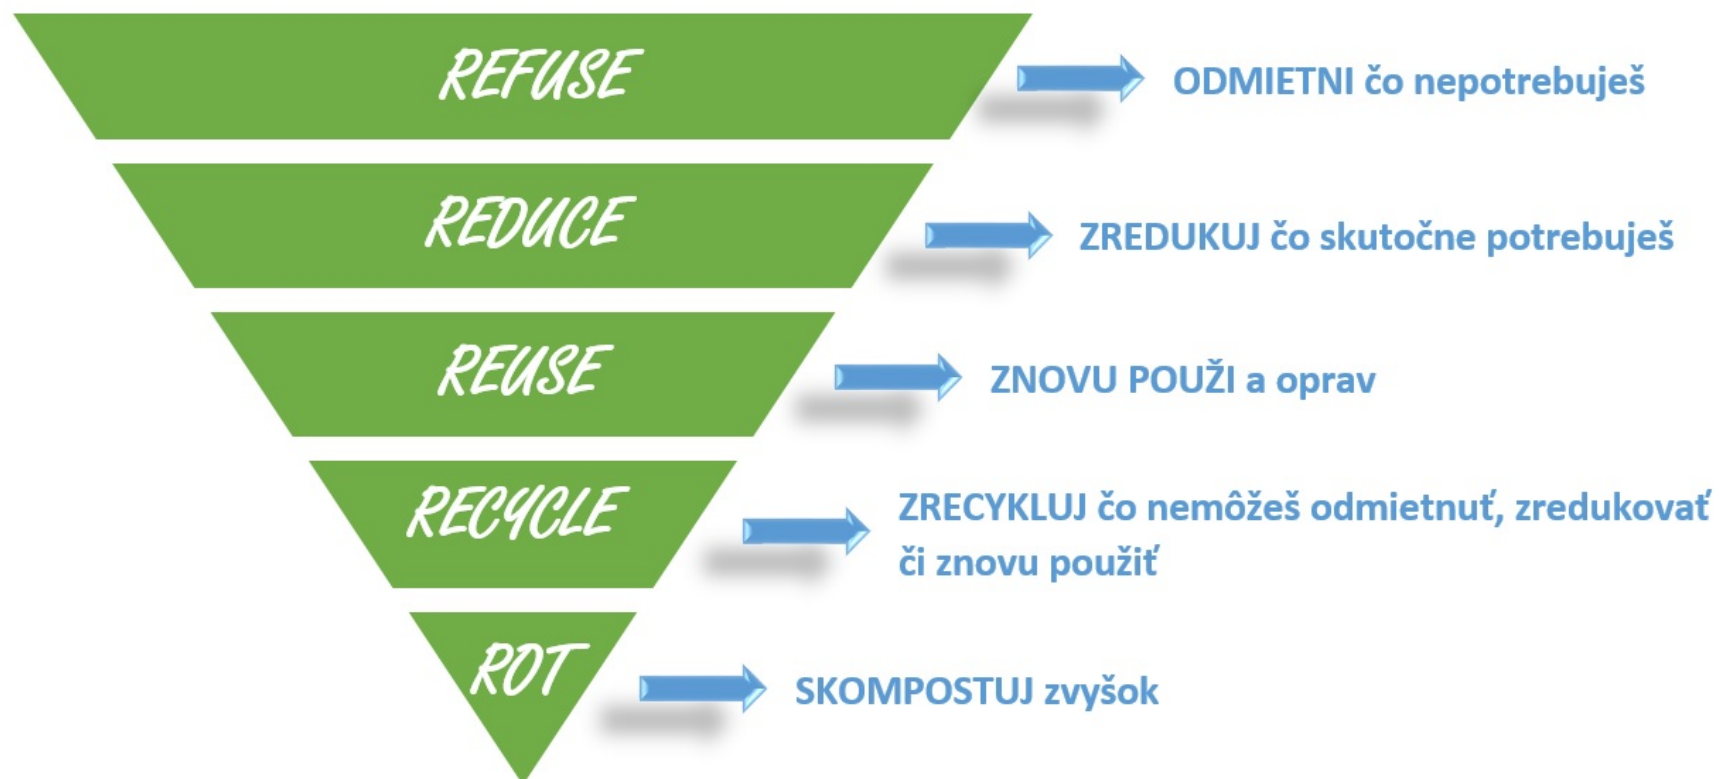 REFUSE
ODMIETNI čo nepotrebuješ
REDUCE
ZREDUKUJ čo skutočne potrebuješ
REUSE
ZNOVU POUŽI a oprav
RECYCLE
ZRECYKLUJ čo nemôžeš odmietnuť, zredukovať
či znovu použiť
ROT
SKOMPOSTUJ zvyšok